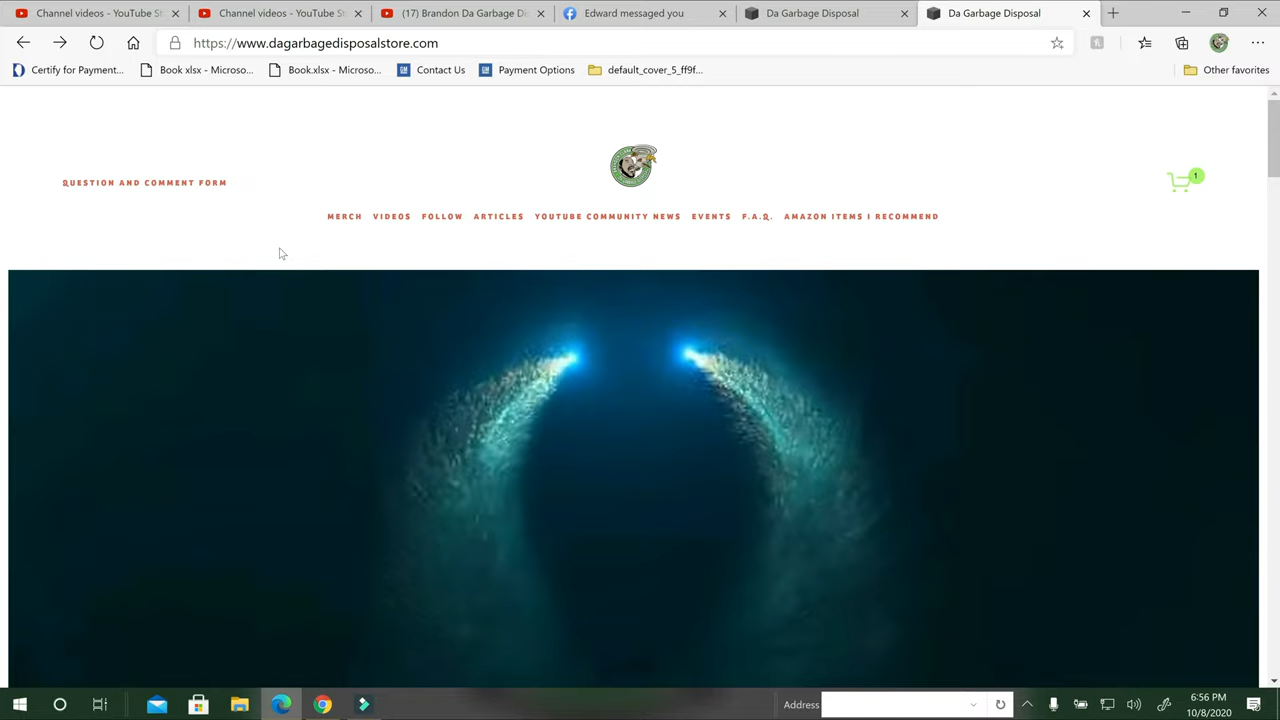 Channel videos - YouTube St
Channel videos - YouTube St
(17) Brandon Da Garbage Di
Edward messaged you
Da Garbage Disposal
Da Garbage Disposal
https://www.dagarbagedisposalstore.com
Certify for Payment...
Book xlsx - Microso...
Book.xlsx - Microso...
GM Contact Us
GM Payment Options
default_cover_5_ff9f...
Other favorites
QUESTION AND COMMENT FORM
1
MERCH VIDEOS FOLLOW ARTICLES YOUTUBE COMMUNITY NEWS EVENTS F.A.Q. AMAZON ITEMS I RECOMMEND
Address
6:56 PM
10/8/2020